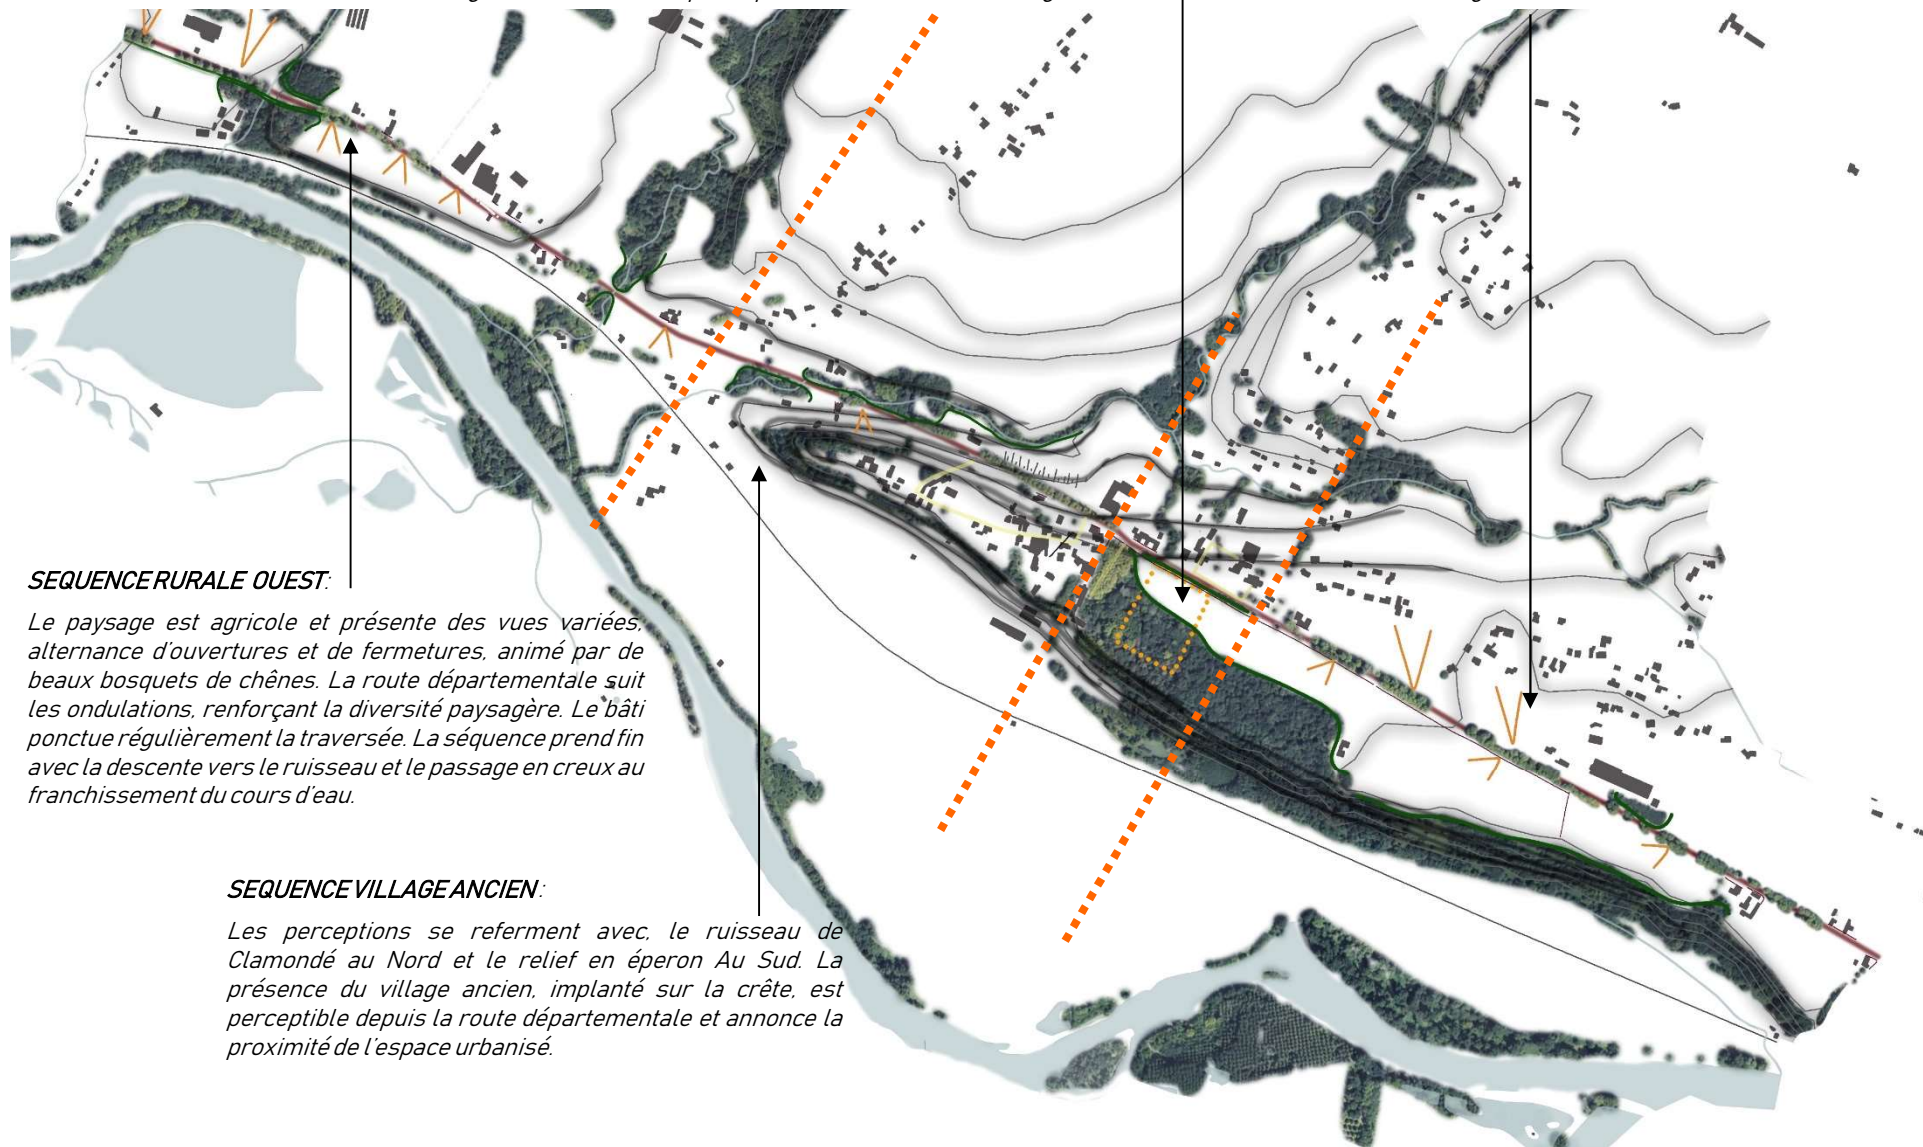 SEQUENCE RURALE OUEST:
Le paysage est agricole et présente des vues variées,
alternance d'ouvertures et de fermetures, animé par de
beaux bosquets de chênes. La route départementale suit
les ondulations, renforçant la diversité paysagère. Le bâti
ponctue régulièrement la traversée. La séquence prend fin
avec la descente vers le ruisseau et le passage en creux au
franchissement du cours d'eau.
SEQUENCE VILLAGE ANCIEN:
Les perceptions se referment avec, le ruisseau de
Clamondé au Nord et le relief en éperon Au Sud. La
présence du village ancien, implanté sur la crête, est
perceptible depuis la route départementale et annonce la
proximité de l'espace urbanisé.